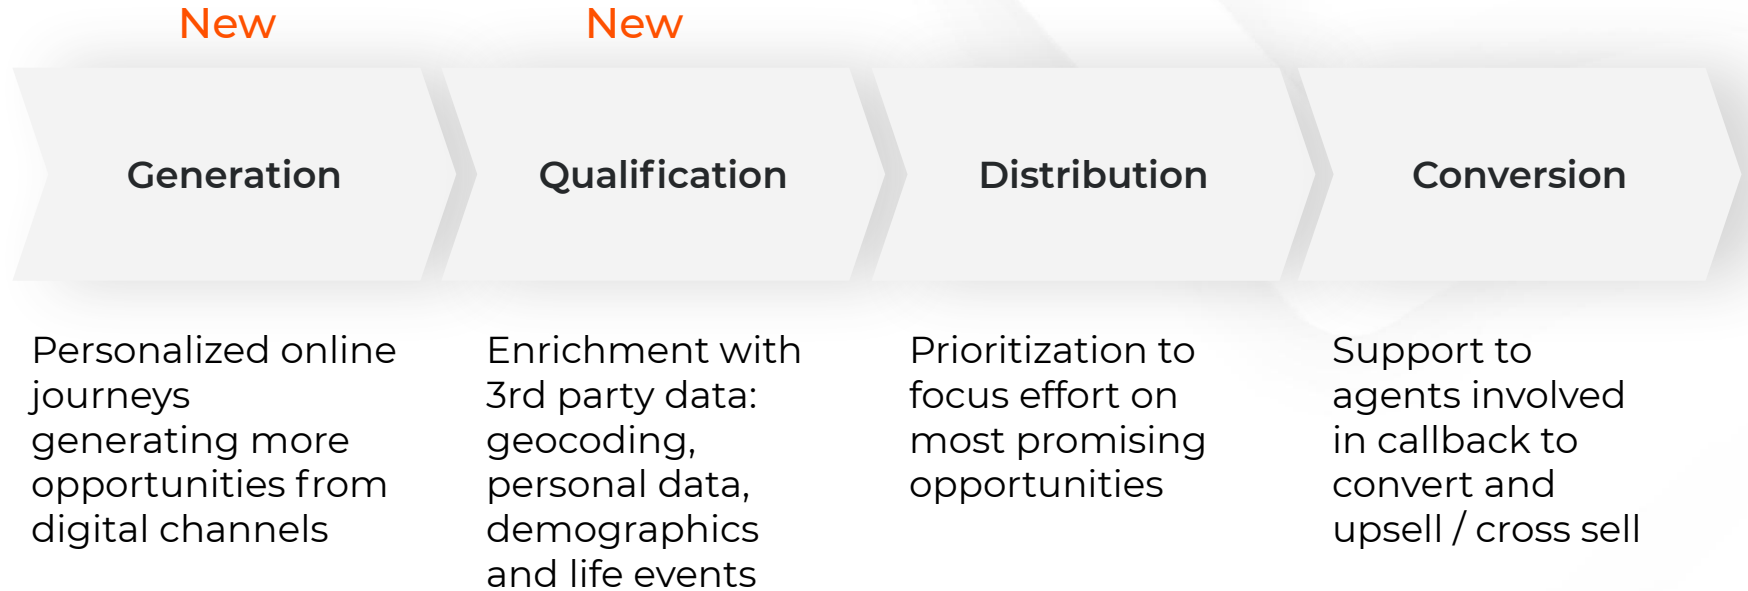 New
New
Generation
Qualification
Distribution
Conversion
Personalized online
journeys
generating more
opportunities from
digital channels
Enrichment with
3rd party data:
geocoding,
personal data,
demographics
and life events
Prioritization to
focus effort on
most promising
opportunities
Support to
agents involved
in callback to
convert and
upsell / cross sell